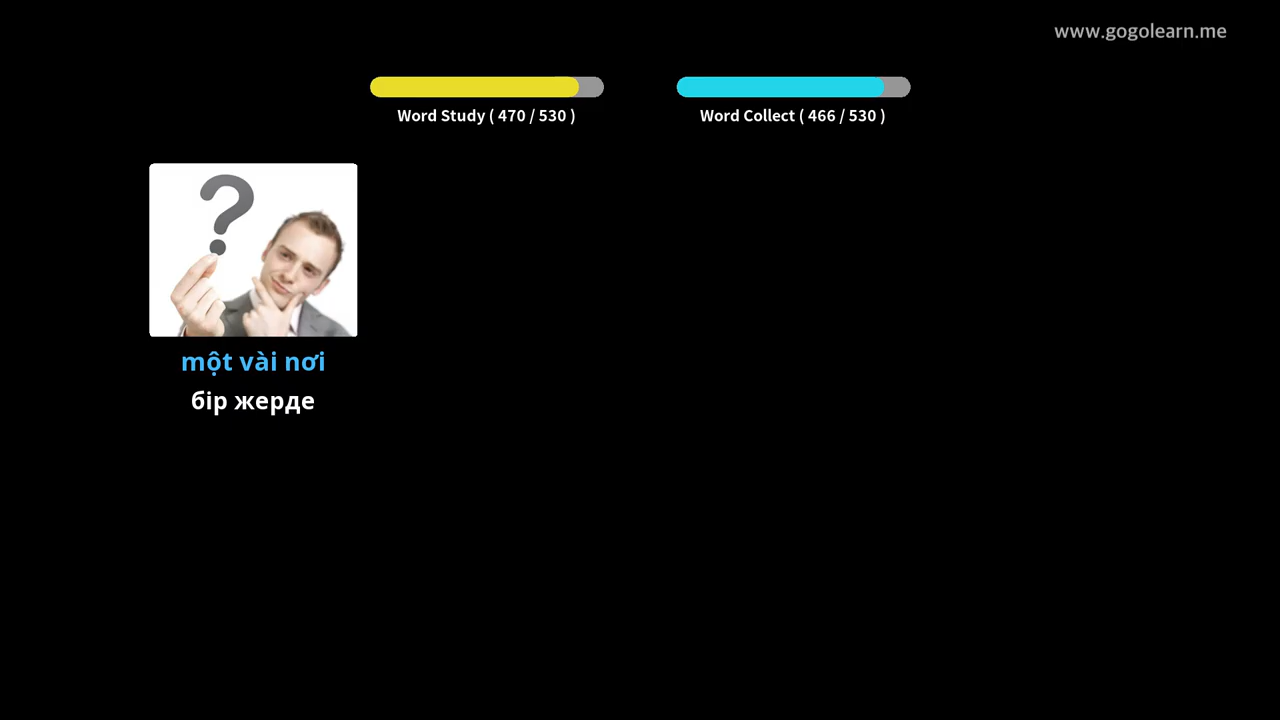 www.gogolearn.me
Word Study ( 470 / 530 )
Word Collect ( 466 / 530 )
?
một vài nơi
бір жерде